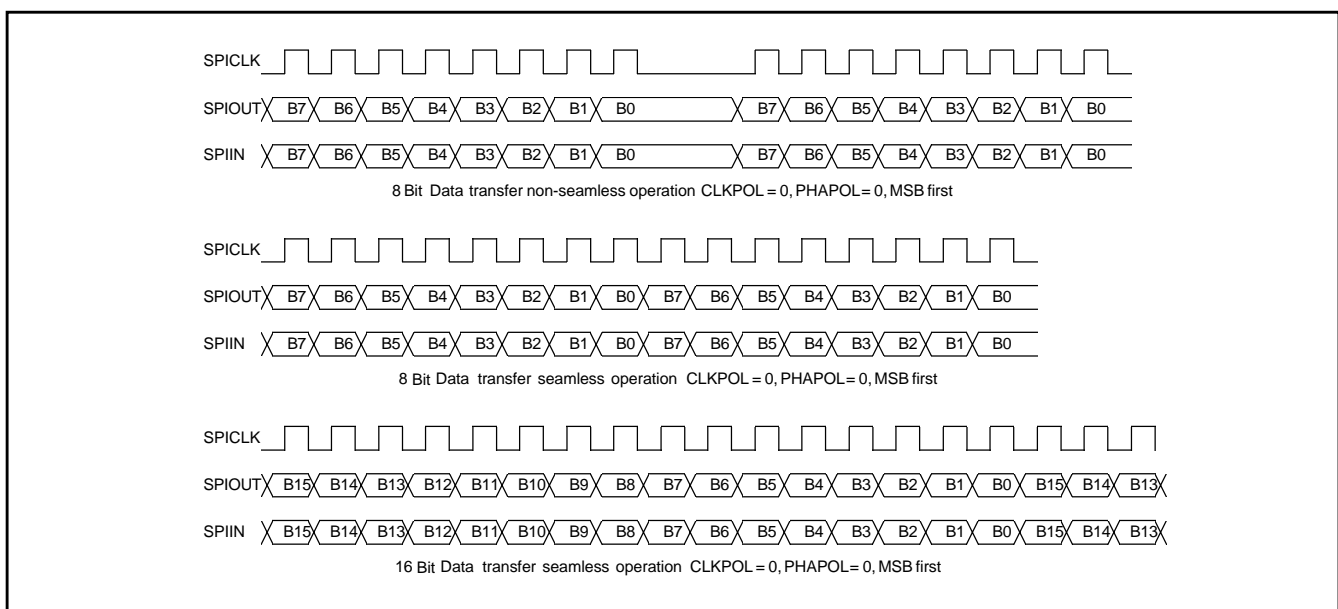 SPICLK
SPIOUT B7 B6 B5 B4 B3 B2 B1 B0 B7 B6 B5 B4 B3 B2 B1 B0
SPIIN B7 B6 B5 B4 B3 B2 B1 B0 B7 B6 B5 B4 B3 B2 B1 B0
8 Bit Data transfer non-seamless operation CLKPOL = 0, PHAPOL = 0, MSB first
SPICLK
SPIOUT B7 B6 B5 B4 B3 B2 B1 B0 B7 B6 B5 B4 B3 B2 B1 B0
SPIIN B7 B6 B5 B4 B3 B2 B1 B0 B7 B6 B5 B4 B3 B2 B1 B0
8 Bit Data transfer seamless operation CLKPOL = 0, PHAPOL = 0, MSB first
SPICLK
SPIOUT B15 B14 B13 B12 B11 B10 B9 B8 B7 B6 B5 B4 B3 B2 B1 B0 B15 B14 B13
SPIIN B15 B14 B13 B12 B11 B10 B9 B8 B7 B6 B5 B4 B3 B2 B1 B0 B15 B14 B13
16 Bit Data transfer seamless operation CLKPOL = 0, PHAPOL = 0, MSB first